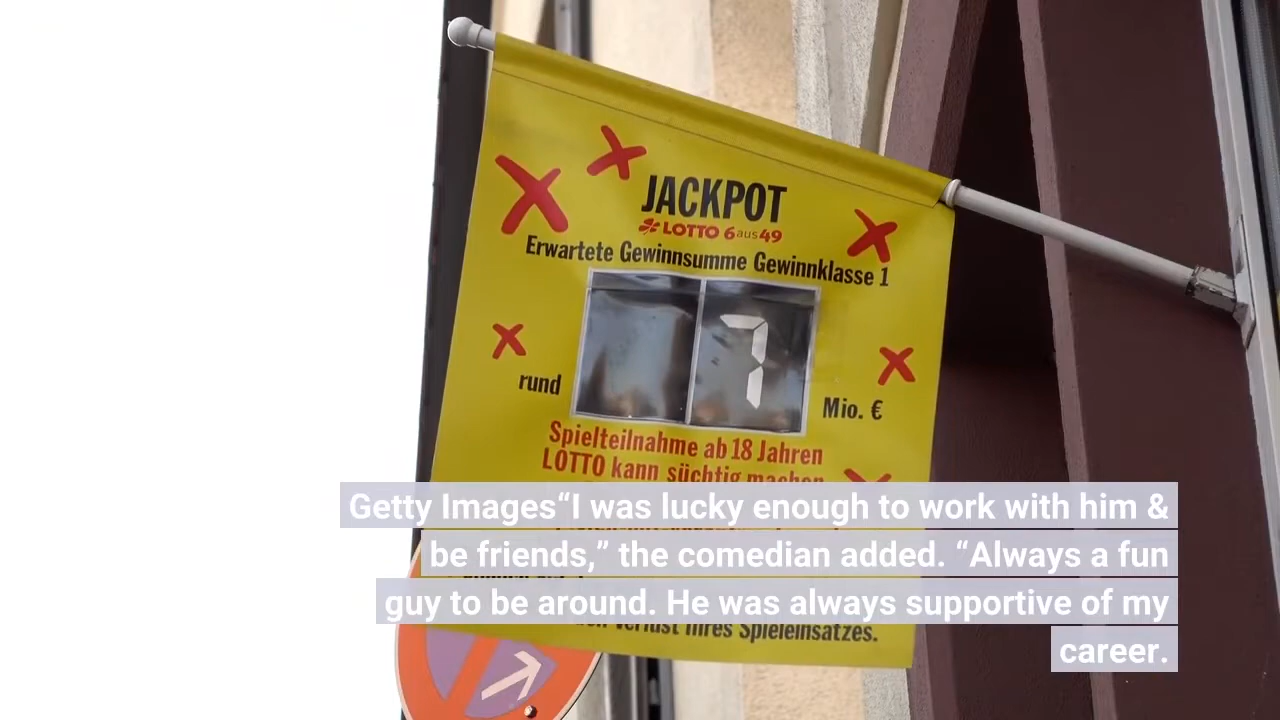 JACKPOT
LOTTO 6aus49
Erwartete Gewinnsumme Gewinnklasse 1
7
rund
Mio. €
Spielteilnahme ab 18 Jahren
LOTTO kann süchtig machen
Getty Images“I was lucky enough to work with him &
be friends,” the comedian added. “Always a fun
guy to be around. He was always supportive of my
career.
Verlust Ihres Spieleinsatzes.